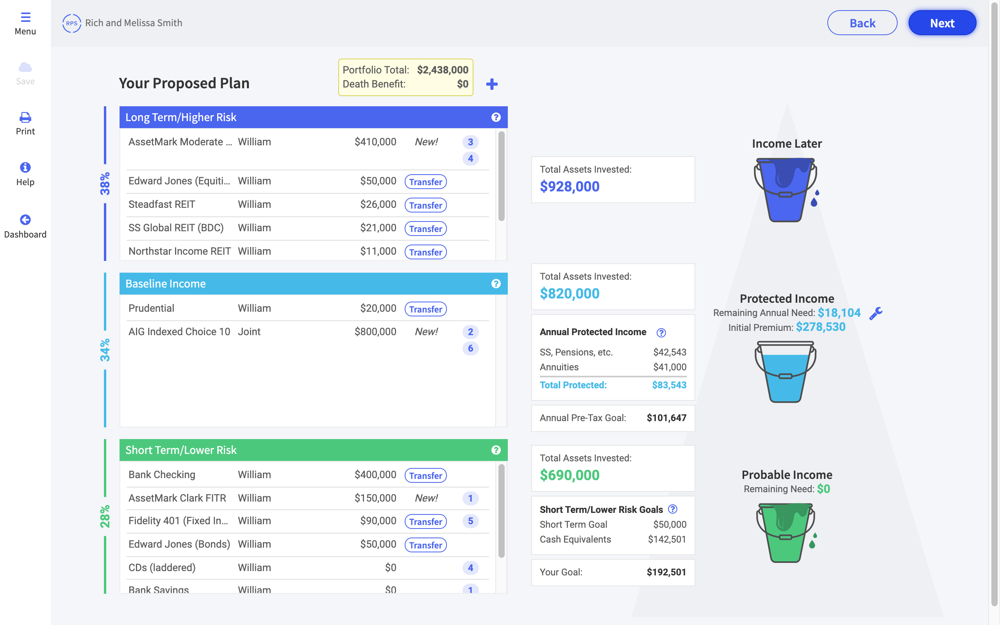 Menu
Save
Print
Help
Dashboard
RPS
Rich and Melissa Smith
Back
Next
Your Proposed Plan
Portfolio Total: $2,438,000
Death Benefit: $0
38%
Long Term/Higher Risk
AssetMark Moderate ... William $410,000 New! 3
4
Edward Jones (Equiti... William $50,000 Transfer
Steadfast REIT William $26,000 Transfer
SS Global REIT (BDC) William $21,000 Transfer
Northstar Income REIT William $11,000 Transfer
Total Assets Invested:
$928,000
Income Later
34%
Baseline Income
Prudential William $20,000 Transfer
AIG Indexed Choice 10 Joint $800,000 New! 2
6
Total Assets Invested:
$820,000
Annual Protected Income
SS, Pensions, etc. $42,543
Annuities $41,000
Total Protected: $83,543
Annual Pre-Tax Goal: $101,647
Protected Income
Remaining Annual Need: $18,104
Initial Premium: $278,530
28%
Short Term/Lower Risk
Bank Checking William $400,000 Transfer
AssetMark Clark FITR William $150,000 New! 1
Fidelity 401 (Fixed In... William $90,000 Transfer 5
Edward Jones (Bonds) William $50,000 Transfer
CDs (laddered) William $0 4
Bank Savings William $0 1
Total Assets Invested:
$690,000
Short Term/Lower Risk Goals
Short Term Goal $50,000
Cash Equivalents $142,501
Your Goal: $192,501
Probable Income
Remaining Need: $0